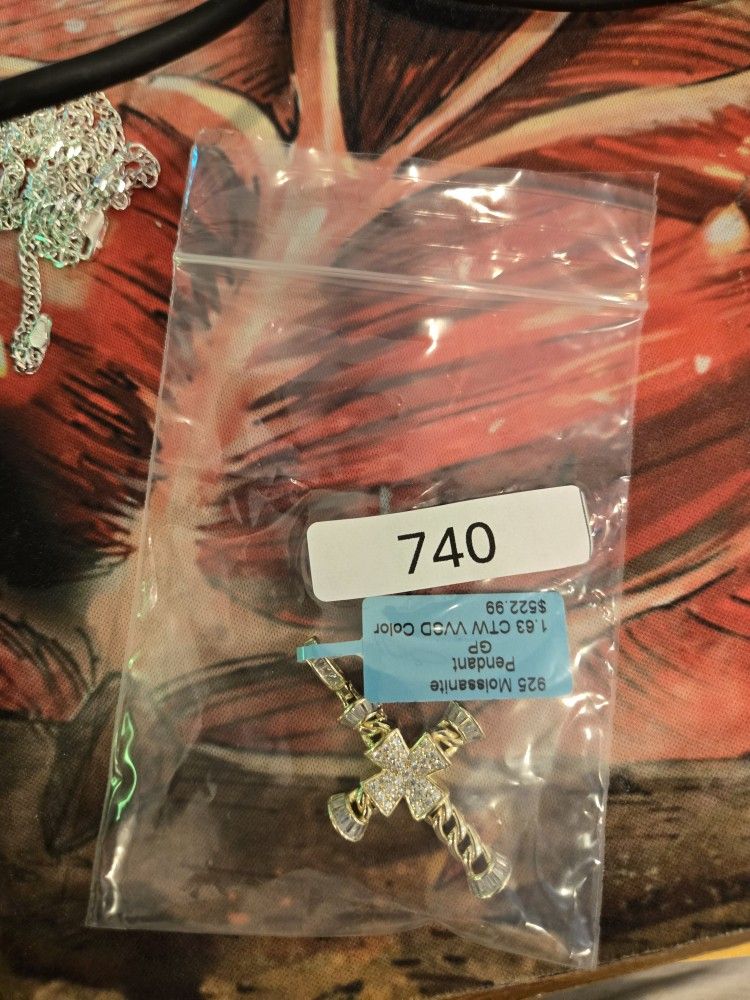 740
925 Moissanite
Pendant
GP
1.63 CTW VVSD Color
$522.99